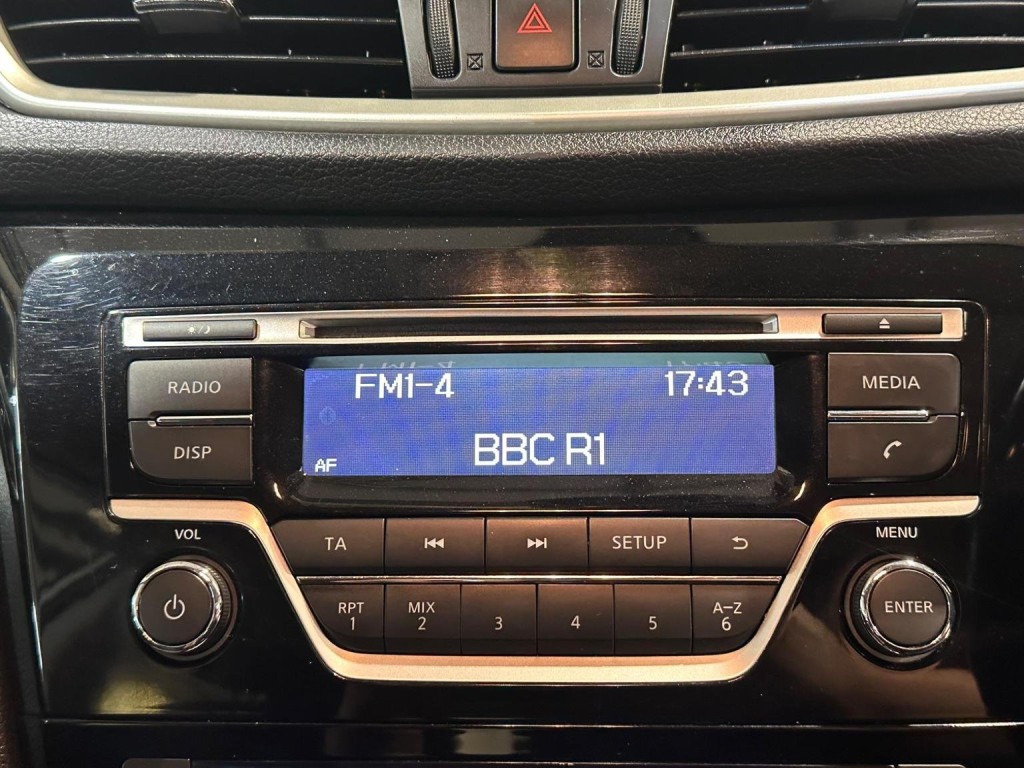 RADIO
DISP
FM1-4 17:43
BBC R1
AF
MEDIA
VOL
MENU
TA
SETUP
RPT
1
MIX
2
3
4
5
A-Z
6
ENTER